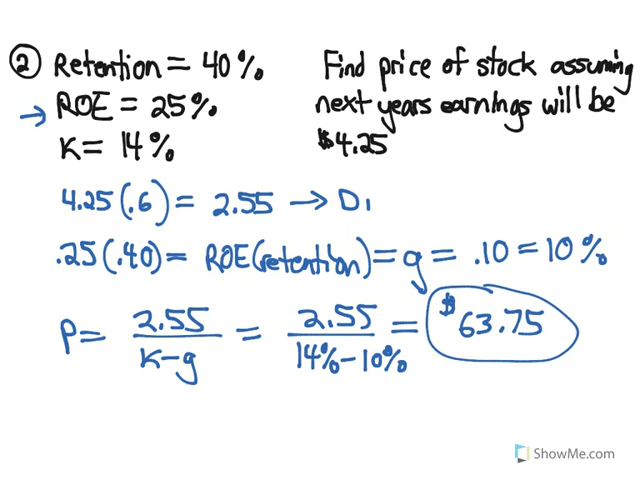 ② Retention = 40%
→ ROE = 25%
K = 14%
Find price of stock assuming
next years earnings will be
$4.25
4.25(.6) = 2.55 → D₁
.25(.40) = ROE(retention) = g = .10 = 10%
P = 2.55 / K-g = 2.55 / 14%-10% = $63.75
ShowMe.com